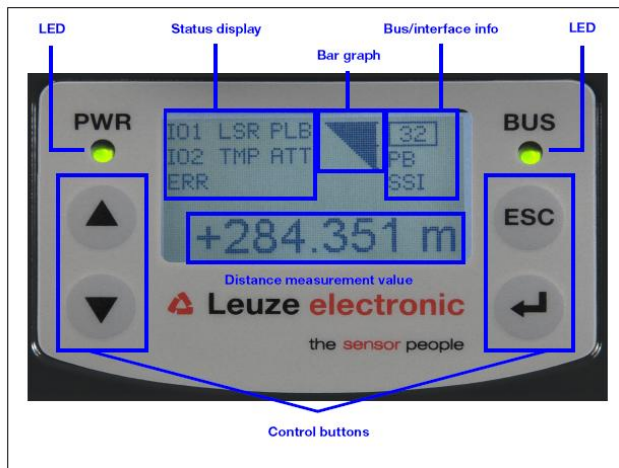 LED
Status display
Bus/interface info
LED
Bar graph
PWR
BUS
IO1 LSR PLB
IO2 TMP ATT
ERR
32
PB
SSI
ESC
+284.351 m
Distance measurement value
Leuze electronic
the sensor people
Control buttons